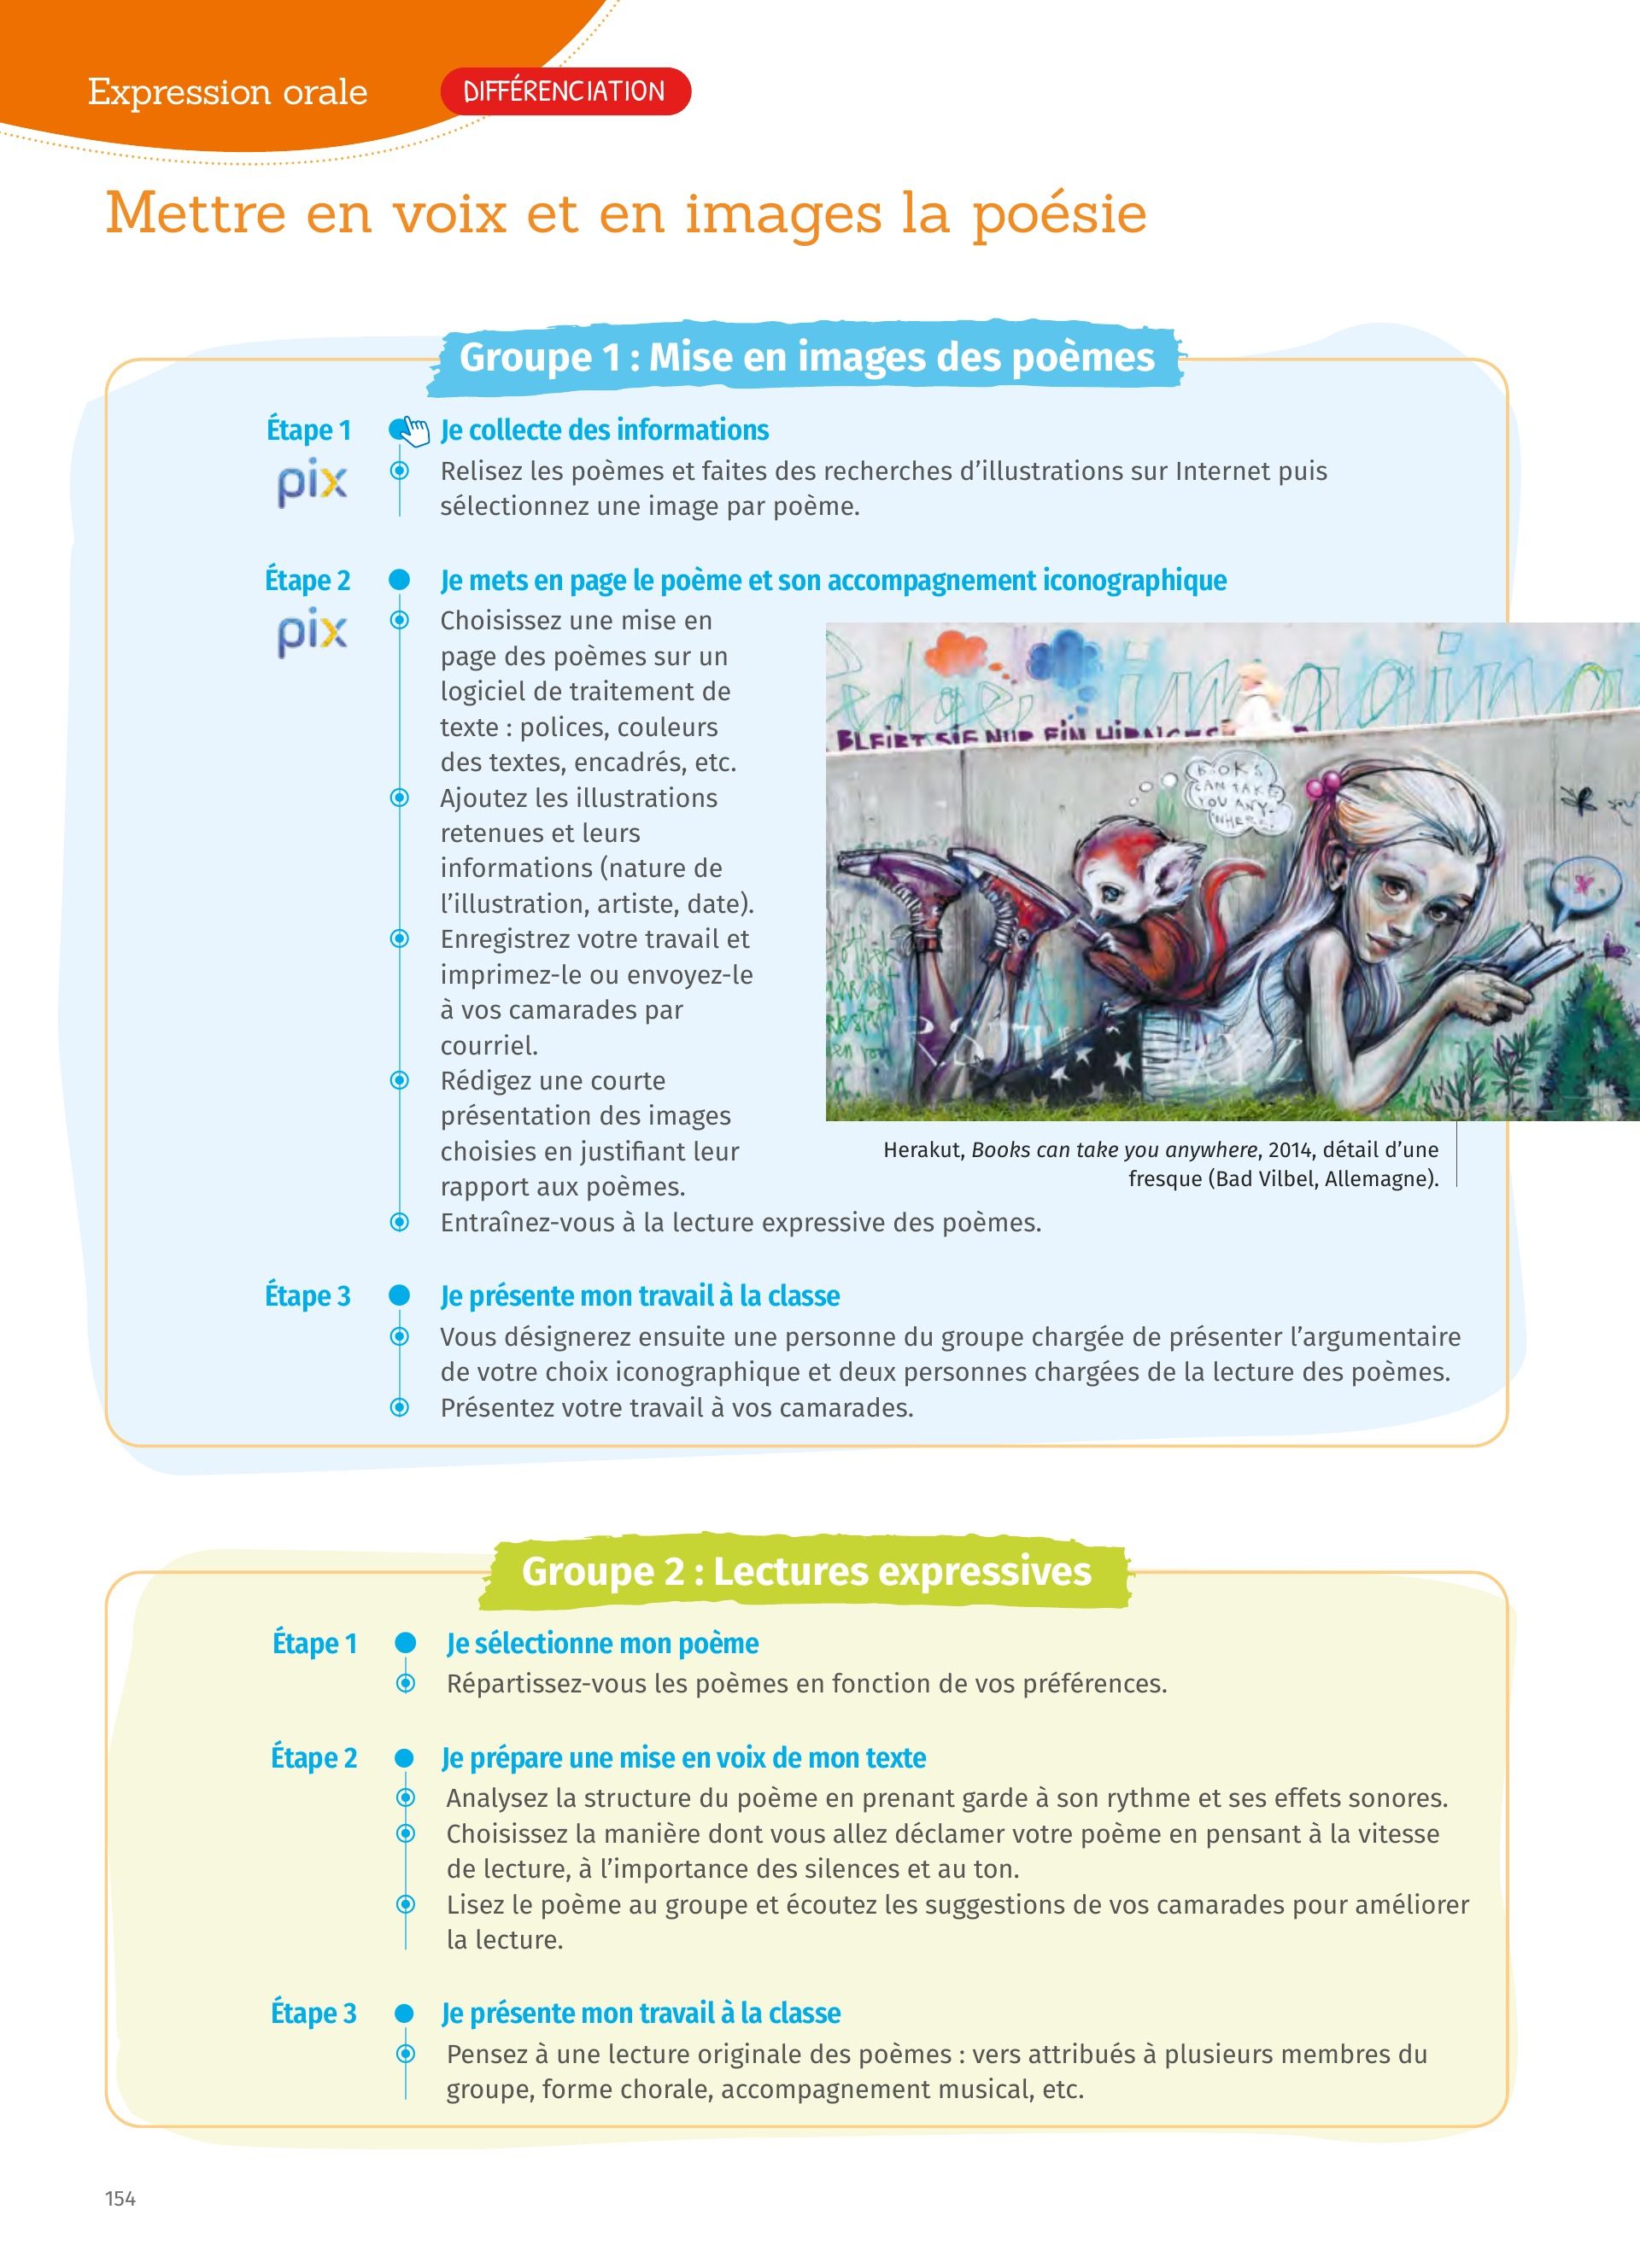 Expression orale
DIFFÉRENCIATION
Mettre en voix et en images la poésie
Groupe 1 : Mise en images des poèmes
Étape 1
Je collecte des informations
pix
Relisez les poèmes et faites des recherches d’illustrations sur Internet puis
sélectionnez une image par poème.
Étape 2
Je mets en page le poème et son accompagnement iconographique
pix
Choisissez une mise en
page des poèmes sur un
logiciel de traitement de
texte : polices, couleurs
des textes, encadrés, etc.
Ajoutez les illustrations
retenues et leurs
informations (nature de
l’illustration, artiste, date).
Enregistrez votre travail et
imprimez-le ou envoyez-le
à vos camarades par
courriel.
Rédigez une courte
présentation des images
choisies en justifiant leur
rapport aux poèmes.
Entraînez-vous à la lecture expressive des poèmes.
BLEIBT SIE NUR EIN
BOOKS
CAN TAKE
YOU ANY-
WHERE
Herakut, Books can take you anywhere, 2014, détail d’une
fresque (Bad Vilbel, Allemagne).
Étape 3
Je présente mon travail à la classe
Vous désignerez ensuite une personne du groupe chargée de présenter l’argumentaire
de votre choix iconographique et deux personnes chargées de la lecture des poèmes.
Présentez votre travail à vos camarades.
Groupe 2 : Lectures expressives
Étape 1
Je sélectionne mon poème
Répartissez-vous les poèmes en fonction de vos préférences.
Étape 2
Je prépare une mise en voix de mon texte
Analysez la structure du poème en prenant garde à son rythme et ses effets sonores.
Choisissez la manière dont vous allez déclamer votre poème en pensant à la vitesse
de lecture, à l’importance des silences et au ton.
Lisez le poème au groupe et écoutez les suggestions de vos camarades pour améliorer
la lecture.
Étape 3
Je présente mon travail à la classe
Pensez à une lecture originale des poèmes : vers attribués à plusieurs membres du
groupe, forme chorale, accompagnement musical, etc.
154